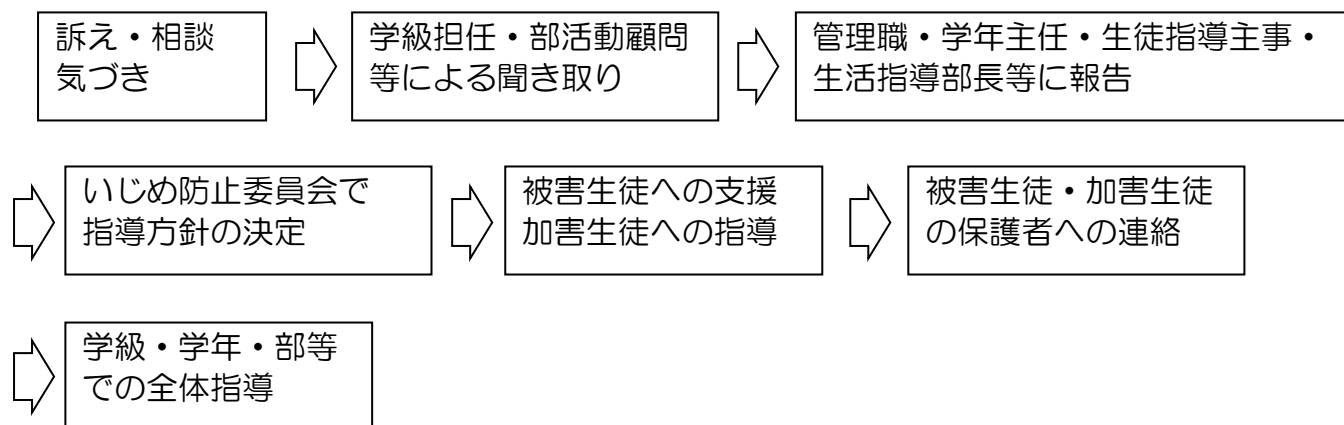 訴え・相談
気づき
学級担任・部活動顧問
等による聞き取り
管理職・学年主任・生徒指導主事・
生活指導部長等に報告
いじめ防止委員会で
指導方針の決定
被害生徒への支援
加害生徒への指導
被害生徒・加害生徒
の保護者への連絡
学級・学年・部等
での全体指導